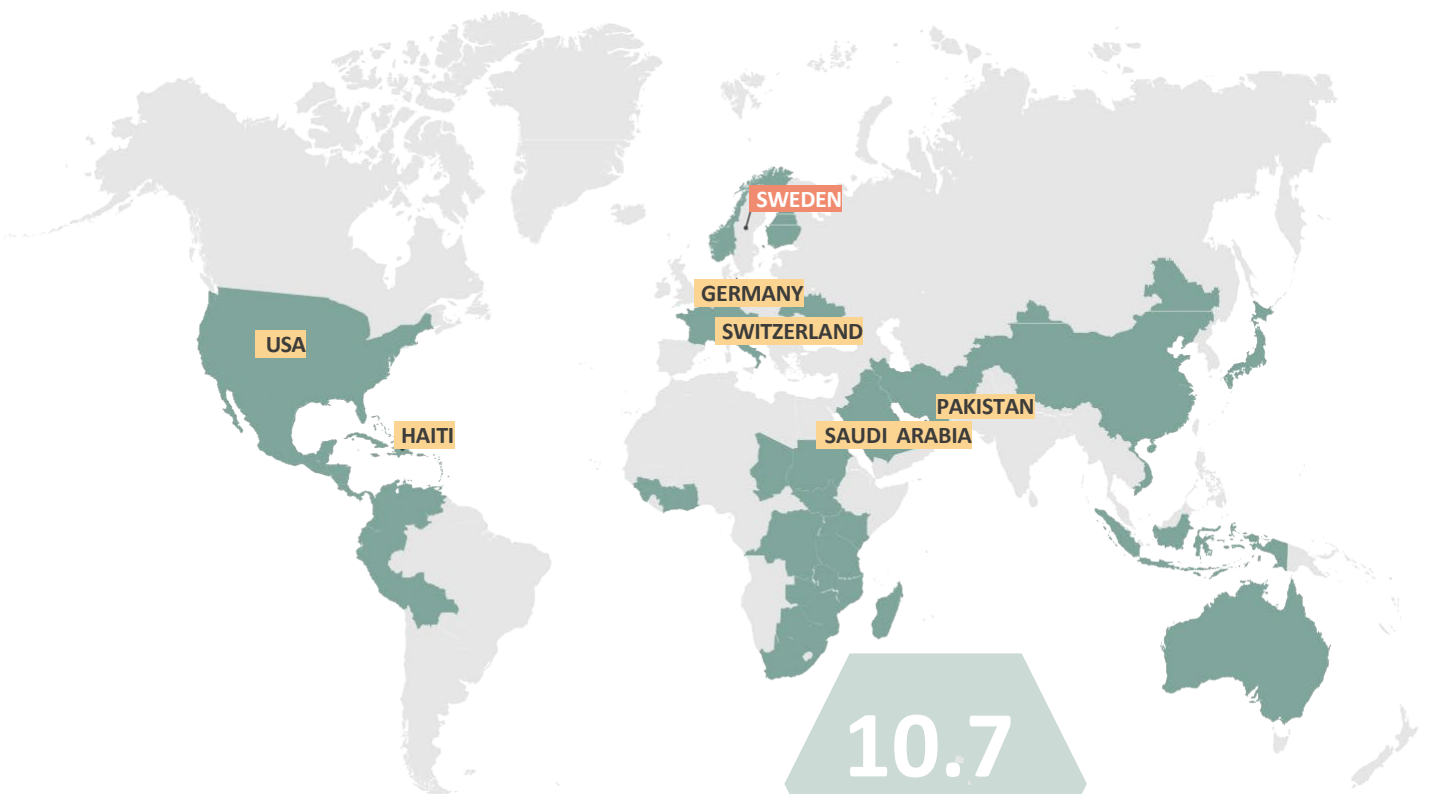 SWEDEN
GERMANY
SWITZERLAND
USA
PAKISTAN
HAITI
SAUDI ARABIA
10.7